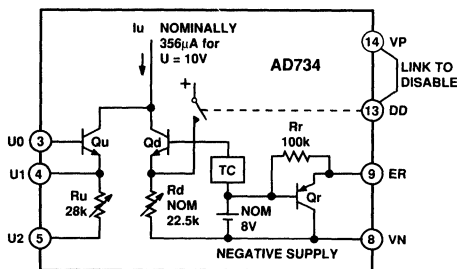 Iu NOMINALLY
356µA for
U = 10V
AD734
14 VP
LINK TO
DISABLE
13 DD
+
U0 3
Qu
Qd
Rr
100k
U1 4
TC
9 ER
Ru
28k
Rd
NOM
22.5k
NOM
8V
Qr
U2 5
8 VN
NEGATIVE SUPPLY